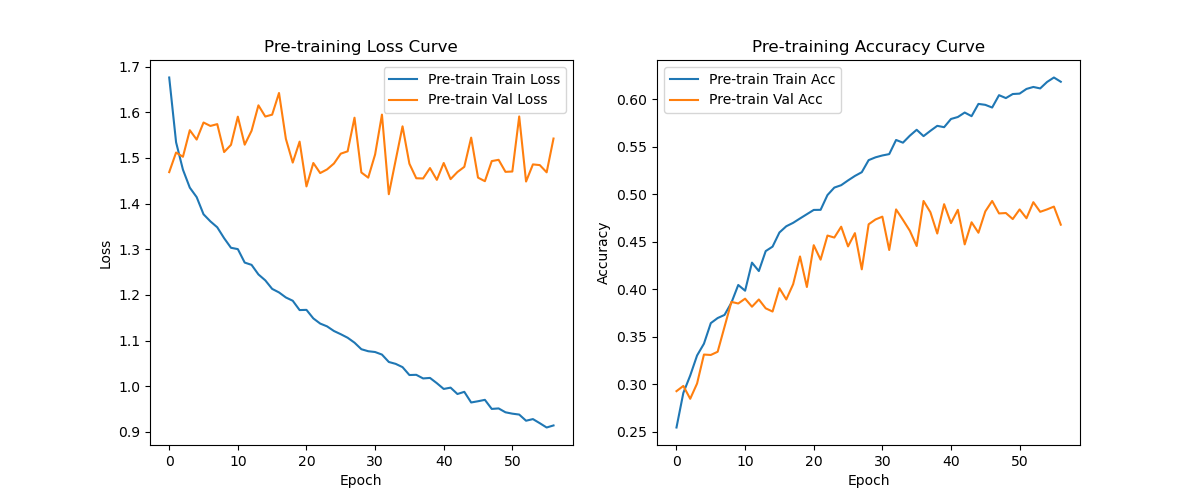 Pre-training Loss Curve
Pre-train Train Loss
Pre-train Val Loss
1.7
1.6
1.5
1.4
1.3
1.2
1.1
1.0
0.9
Loss
0 10 20 30 40 50
Epoch
Pre-training Accuracy Curve
Pre-train Train Acc
Pre-train Val Acc
0.60
0.55
0.50
0.45
0.40
0.35
0.30
0.25
Accuracy
0 10 20 30 40 50
Epoch